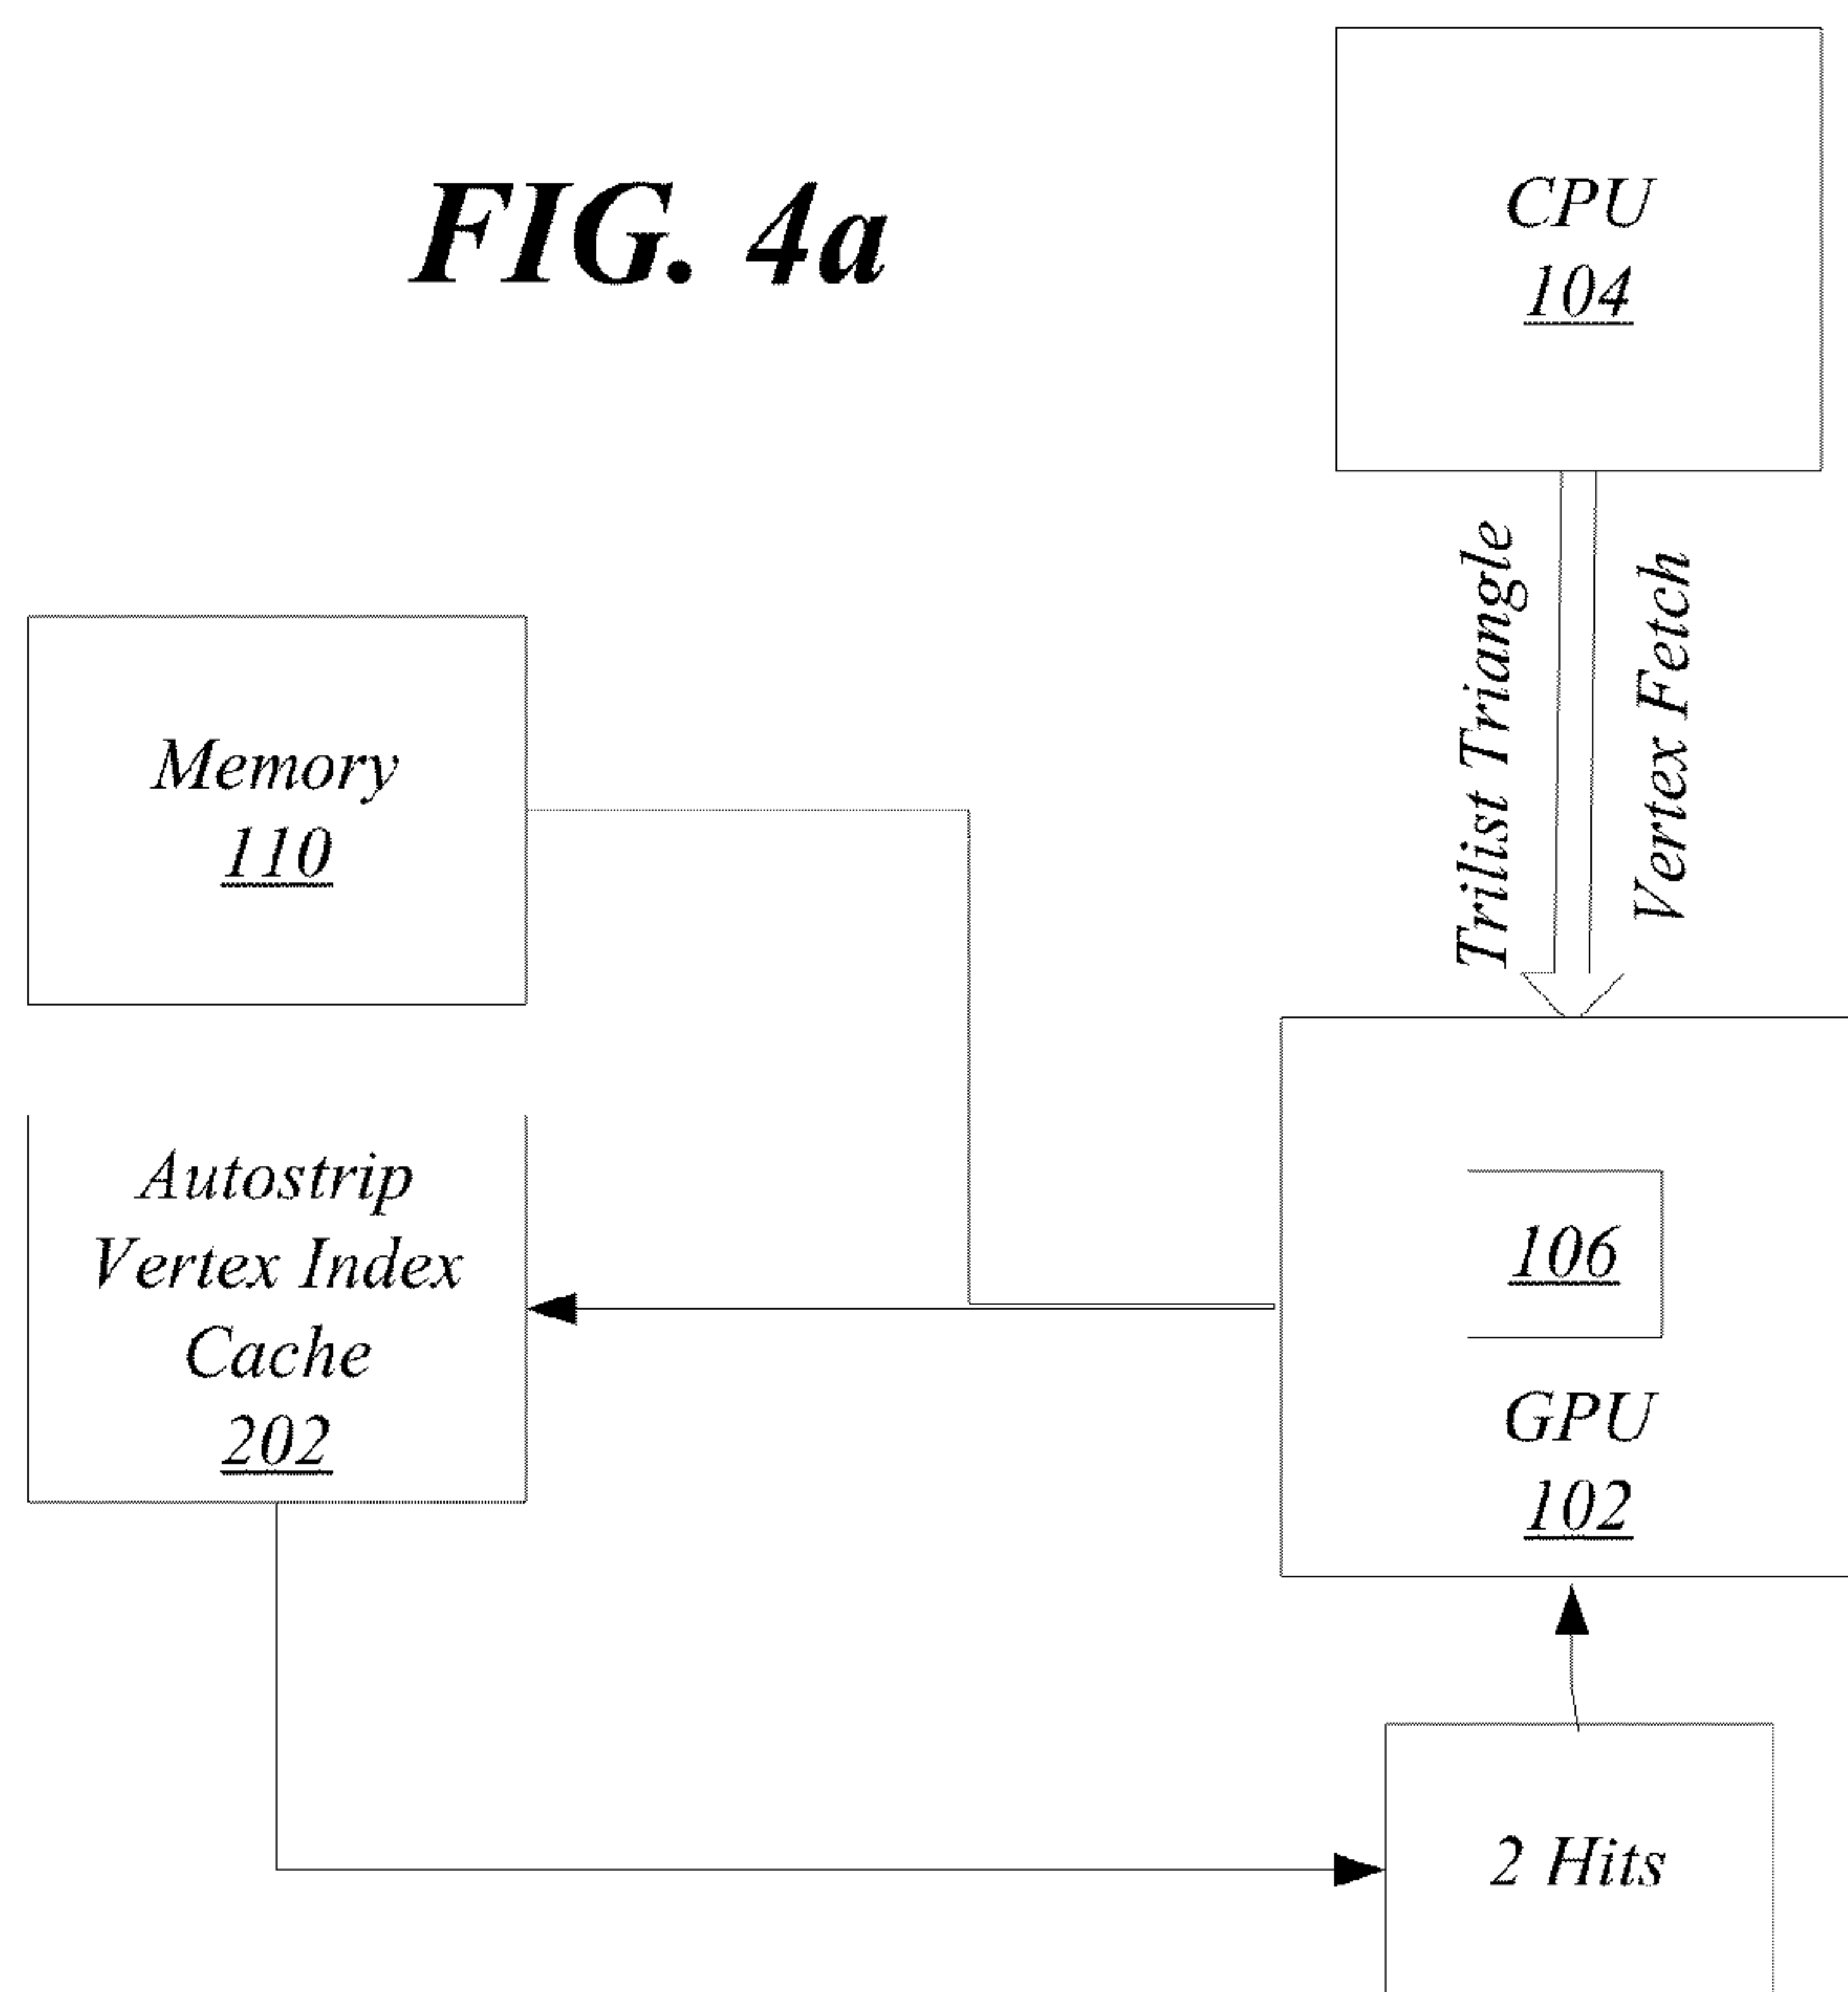 FIG. 4a
CPU
104
Trilist Triangle
Vertex Fetch
Memory
110
Autostrip
Vertex Index
Cache
202
106
GPU
102
2 Hits